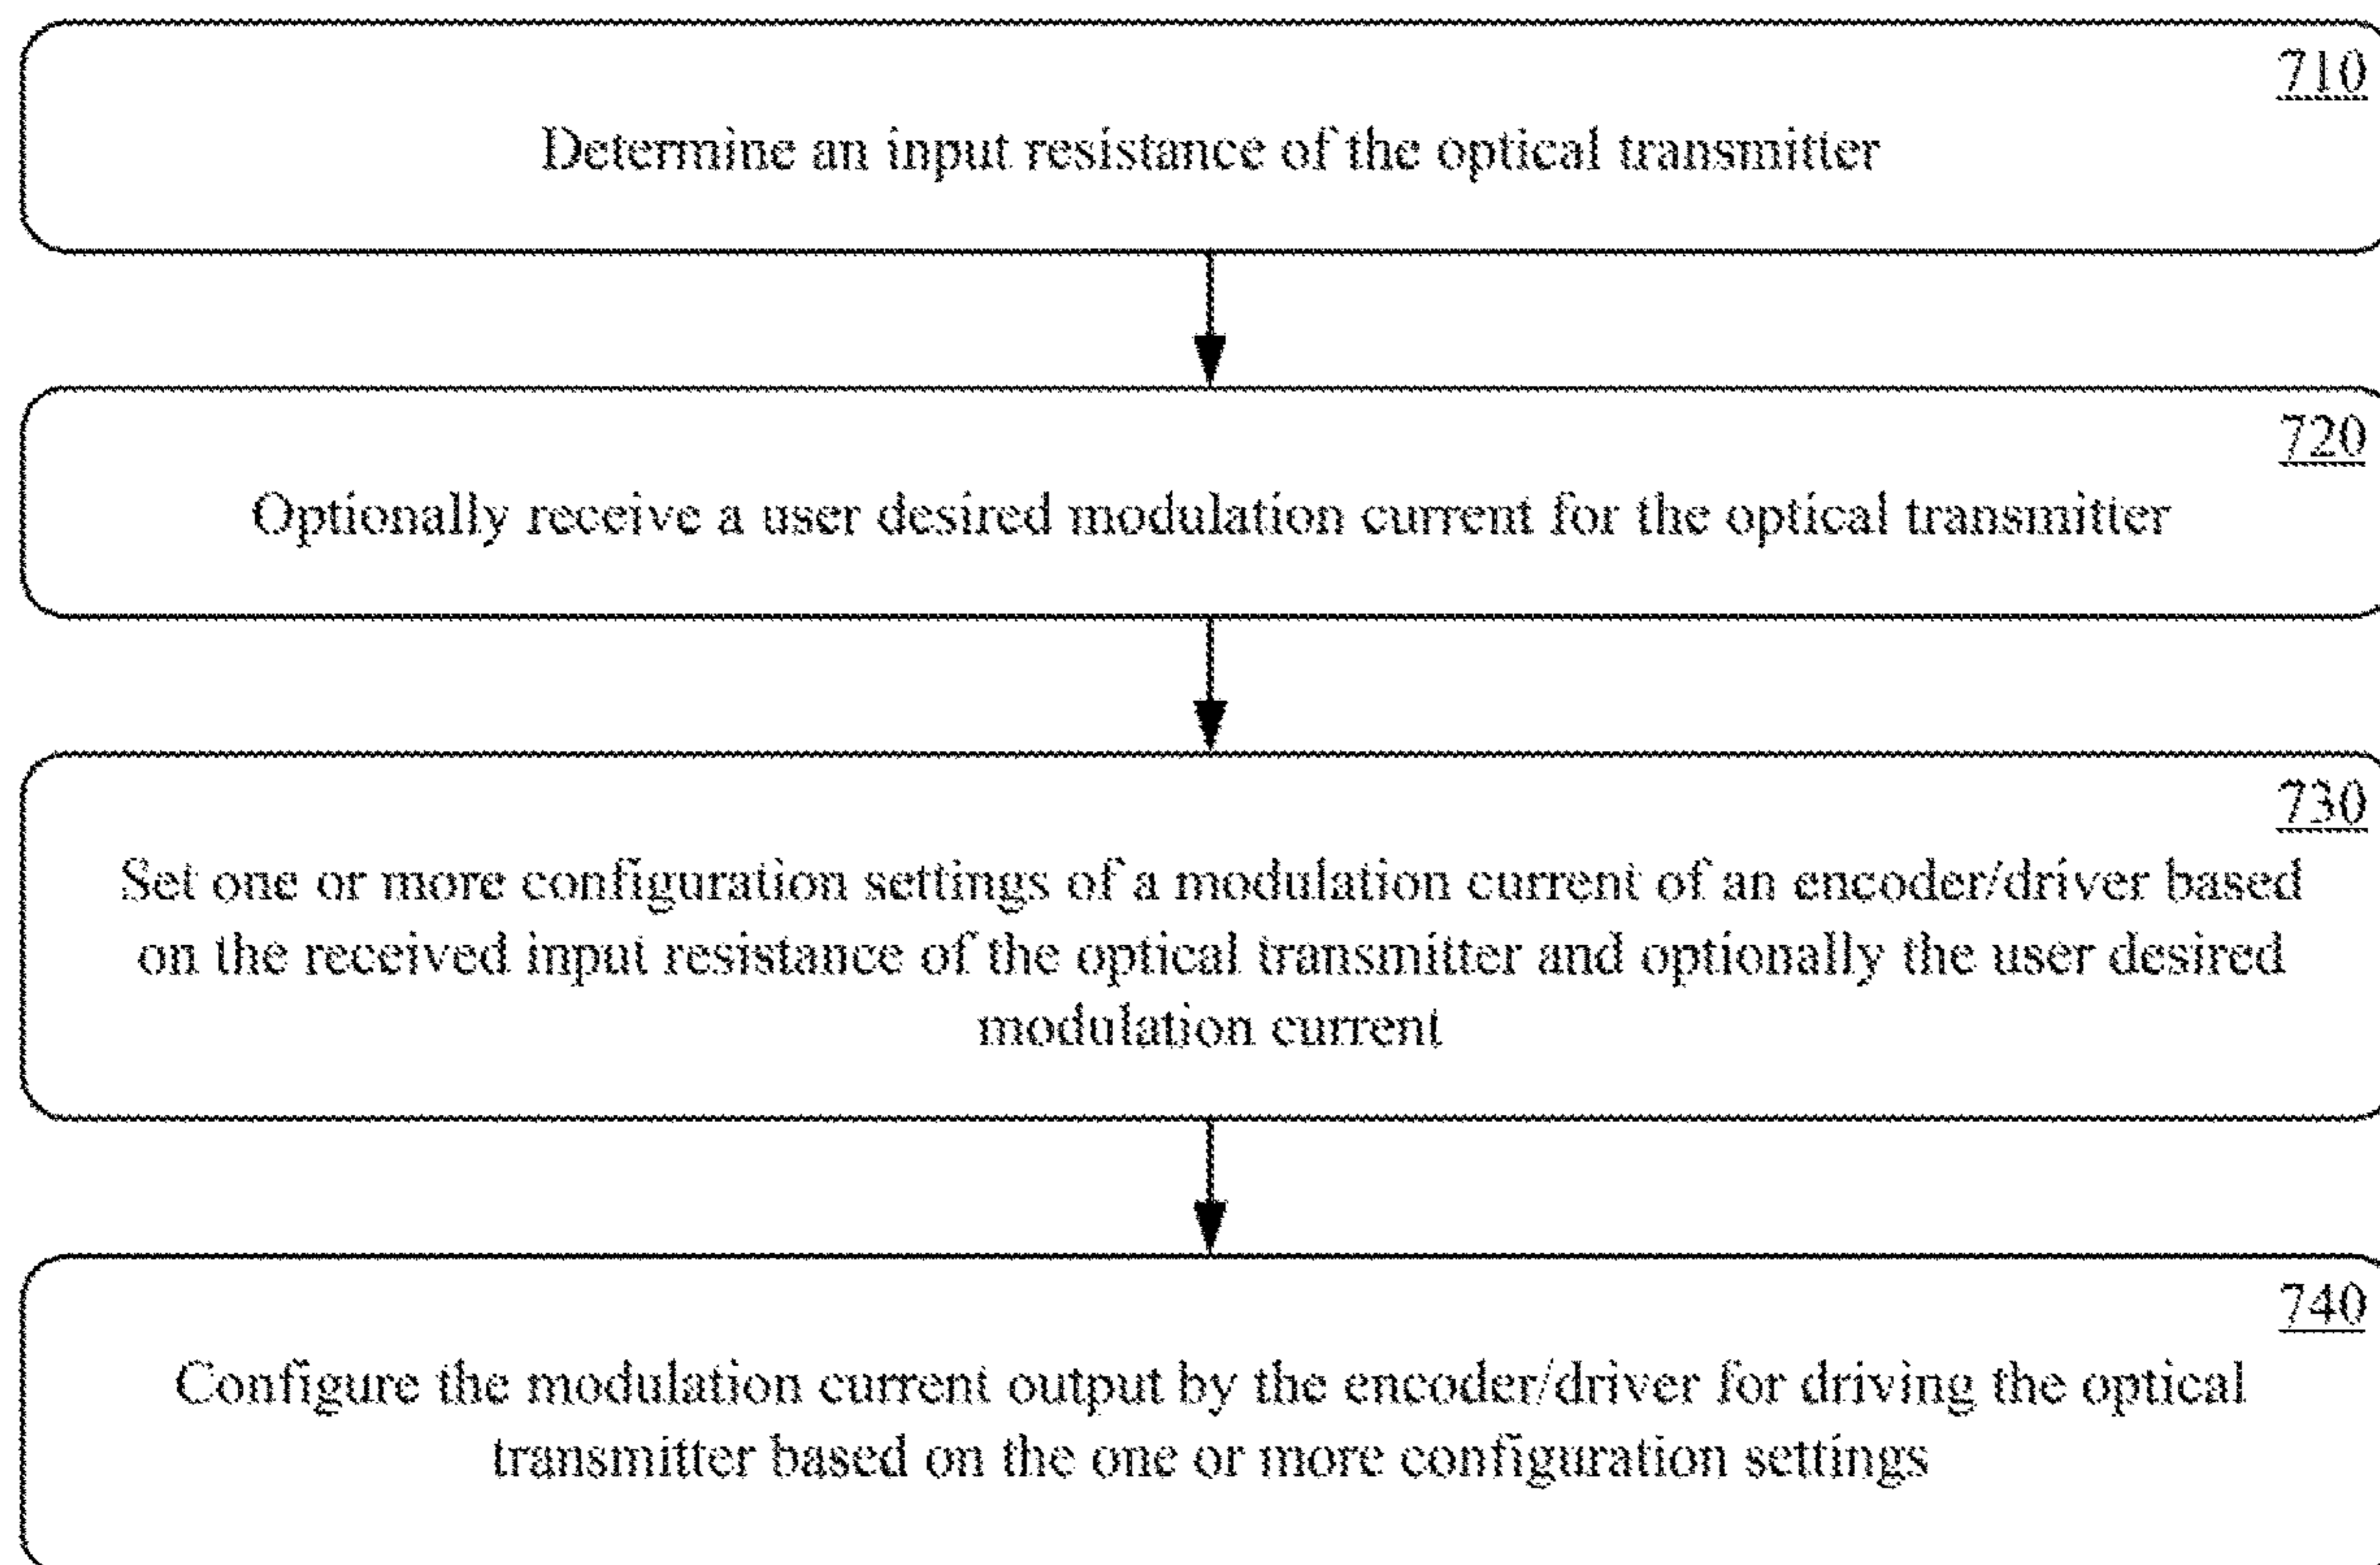 710
Determine an input resistance of the optical transmitter
720
Optionally receive a user desired modulation current for the optical transmitter
730
Set one or more configuration settings of a modulation current of an encoder/driver based
on the received input resistance of the optical transmitter and optionally the user desired
modulation current
740
Configure the modulation current output by the encoder/driver for driving the optical
transmitter based on the one or more configuration settings